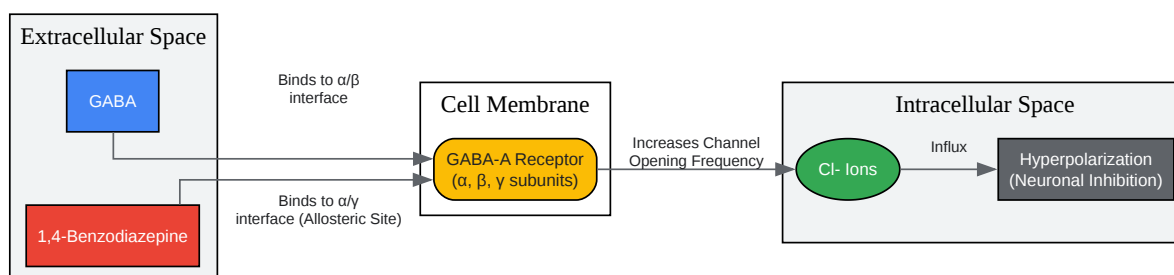 Extracellular Space
GABA
1,4-Benzodiazepine
Binds to α/β
interface
Binds to α/γ
interface (Allosteric Site)
Cell Membrane
GABA-A Receptor
(α, β, γ subunits)
Increases Channel
Opening Frequency
Intracellular Space
Cl- Ions
Influx
Hyperpolarization
(Neuronal Inhibition)